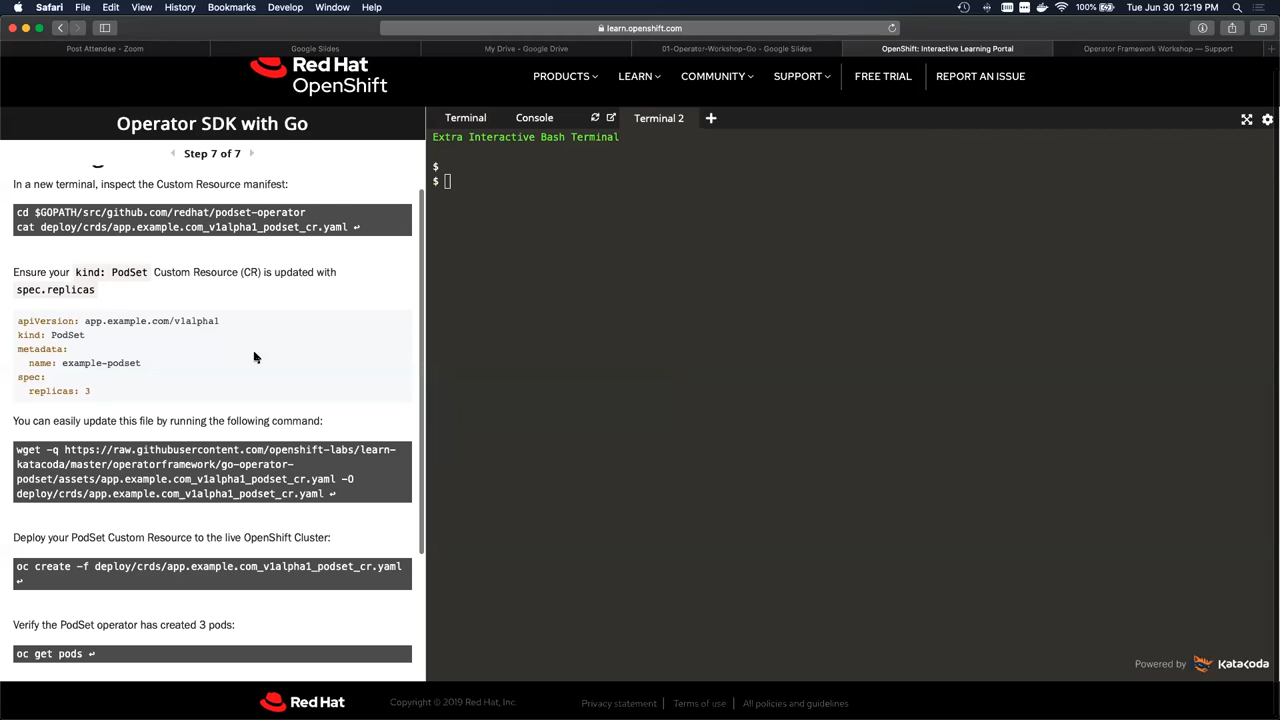 Safari File Edit View History Bookmarks Develop Window Help Tue Jun 30 12:19 PM
learn.openshift.com
Post Attendee - Zoom Google Slides My Drive - Google Drive 01-Operator-Workshop-Go - Google Slides OpenShift: Interactive Learning Portal Operator Framework Workshop — Support
Red Hat
OpenShift
PRODUCTS LEARN COMMUNITY SUPPORT FREE TRIAL REPORT AN ISSUE
Operator SDK with Go
Step 7 of 7
In a new terminal, inspect the Custom Resource manifest:
cd $GOPATH/src/github.com/redhat/podset-operator
cat deploy/crds/app.example.com_v1alpha1_podset_cr.yaml ↩
Ensure your kind: PodSet Custom Resource (CR) is updated with
spec.replicas
apiVersion: app.example.com/v1alpha1
kind: PodSet
metadata:
name: example-podset
spec:
replicas: 3
You can easily update this file by running the following command:
wget -q https://raw.githubusercontent.com/openshift-labs/learn-
katacoda/master/operatorframework/go-operator-
podset/assets/app.example.com_v1alpha1_podset_cr.yaml -O
deploy/crds/app.example.com_v1alpha1_podset_cr.yaml ↩
Deploy your PodSet Custom Resource to the live OpenShift Cluster:
oc create -f deploy/crds/app.example.com_v1alpha1_podset_cr.yaml
↩
Verify the PodSet operator has created 3 pods:
oc get pods ↩
Terminal Console Terminal 2 +
Extra Interactive Bash Terminal
$
$
Powered by Katacoda
Red Hat Copyright © 2019 Red Hat, Inc. Privacy statement Terms of use All policies and guidelines